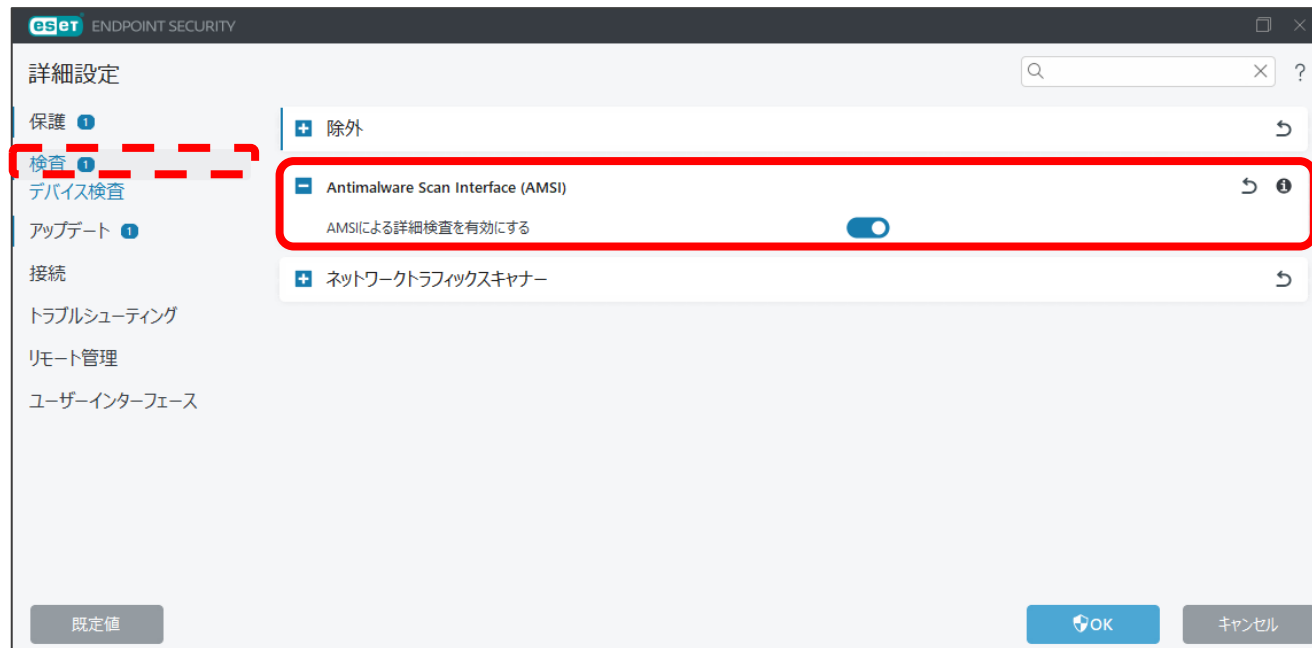 eset ENDPOINT SECURITY
詳細設定
?
保護 1
検査 1
デバイス検査
アップデート 1
接続
トラブルシューティング
リモート管理
ユーザーインターフェース
除外
Antimalware Scan Interface (AMSI)
AMSIによる詳細検査を有効にする
ネットワークトラフィックスキャナー
既定値
OK
キャンセル